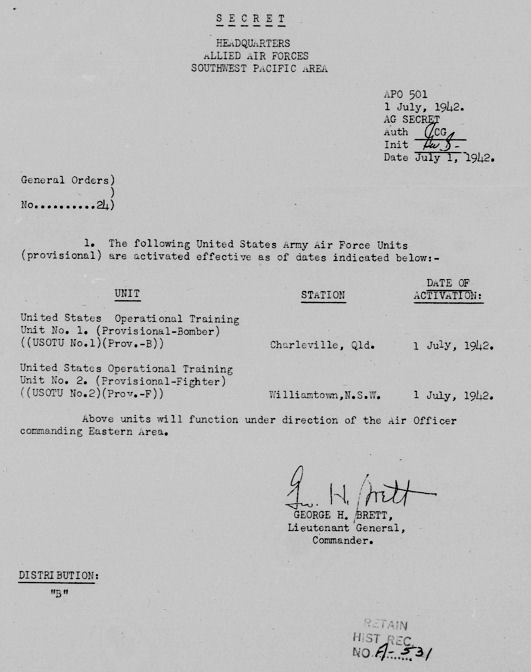 SECRET
HEADQUARTERS
ALLIED AIR FORCES
SOUTHWEST PACIFIC AREA
APO 501
1 July, 1942.
AG SECRET
Auth CG
Init
Date July 1, 1942.
General Orders)
)
No..........24)
1. The following United States Army Air Force Units
(provisional) are activated effective as of dates indicated below:-
UNIT STATION DATE OF
ACTIVATION:
United States Operational Training
Unit No. 1. (Provisional-Bomber)
((USOTU No.1)(Prov.-B)) Charleville, Qld. 1 July, 1942.
United States Operational Training
Unit No. 2. (Provisional-Fighter)
((USOTU No.2)(Prov.-F)) Williamtown,N.S.W. 1 July, 1942.
Above units will function under direction of the Air Officer
commanding Eastern Area.
Geo. H. Brett
GEORGE H. BRETT,
Lieutenant General,
Commander.
DISTRIBUTION:
"B"
RETAIN
HIST REC
NO. A-531